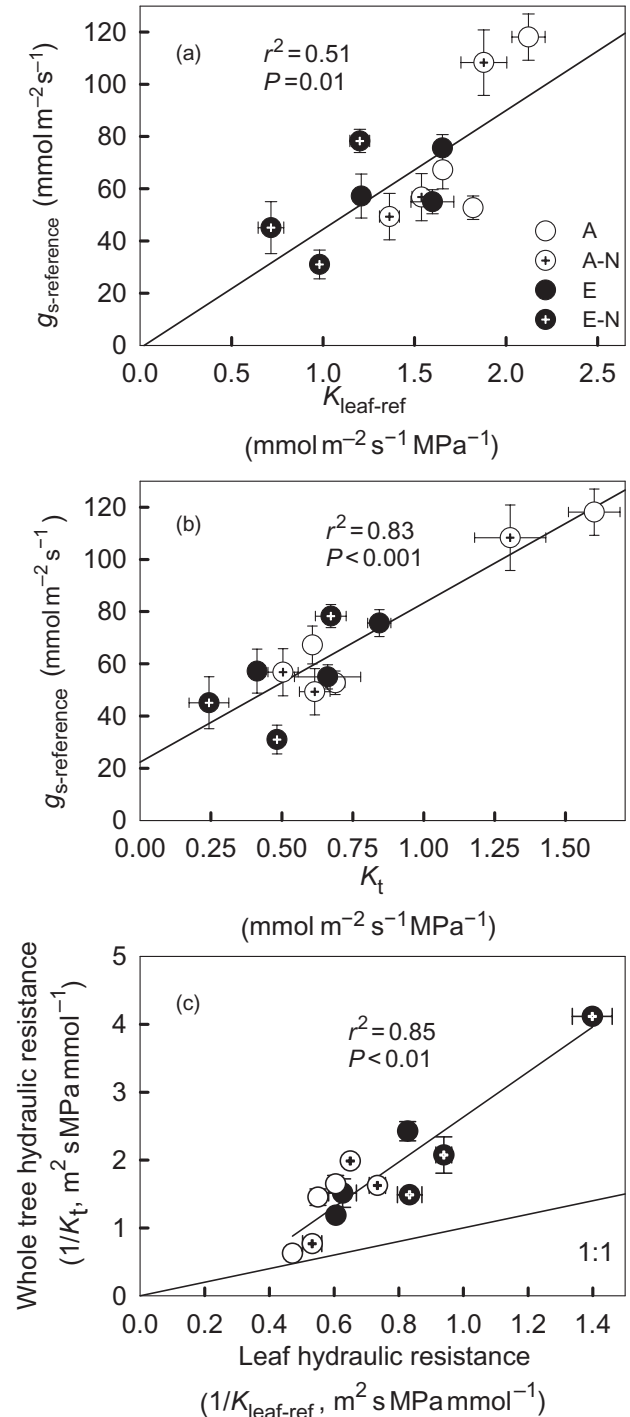 (a)
r² = 0.51
P = 0.01
120
100
80
60
40
20
0
g s-reference (mmol m⁻² s⁻¹)
A
A-N
E
E-N
0.0 0.5 1.0 1.5 2.0 2.5
K leaf-ref
(mmol m⁻² s⁻¹ MPa⁻¹)
(b)
r² = 0.83
P < 0.001
120
100
80
60
40
20
0
g s-reference (mmol m⁻² s⁻¹)
0.00 0.25 0.50 0.75 1.00 1.25 1.50
K t
(mmol m⁻² s⁻¹ MPa⁻¹)
(c)
r² = 0.85
P < 0.01
5
4
3
2
1
0
Whole tree hydraulic resistance
(1/K t, m² s MPa mmol⁻¹)
1:1
0.0 0.2 0.4 0.6 0.8 1.0 1.2 1.4
Leaf hydraulic resistance
(1/K leaf-ref , m² s MPa mmol⁻¹)